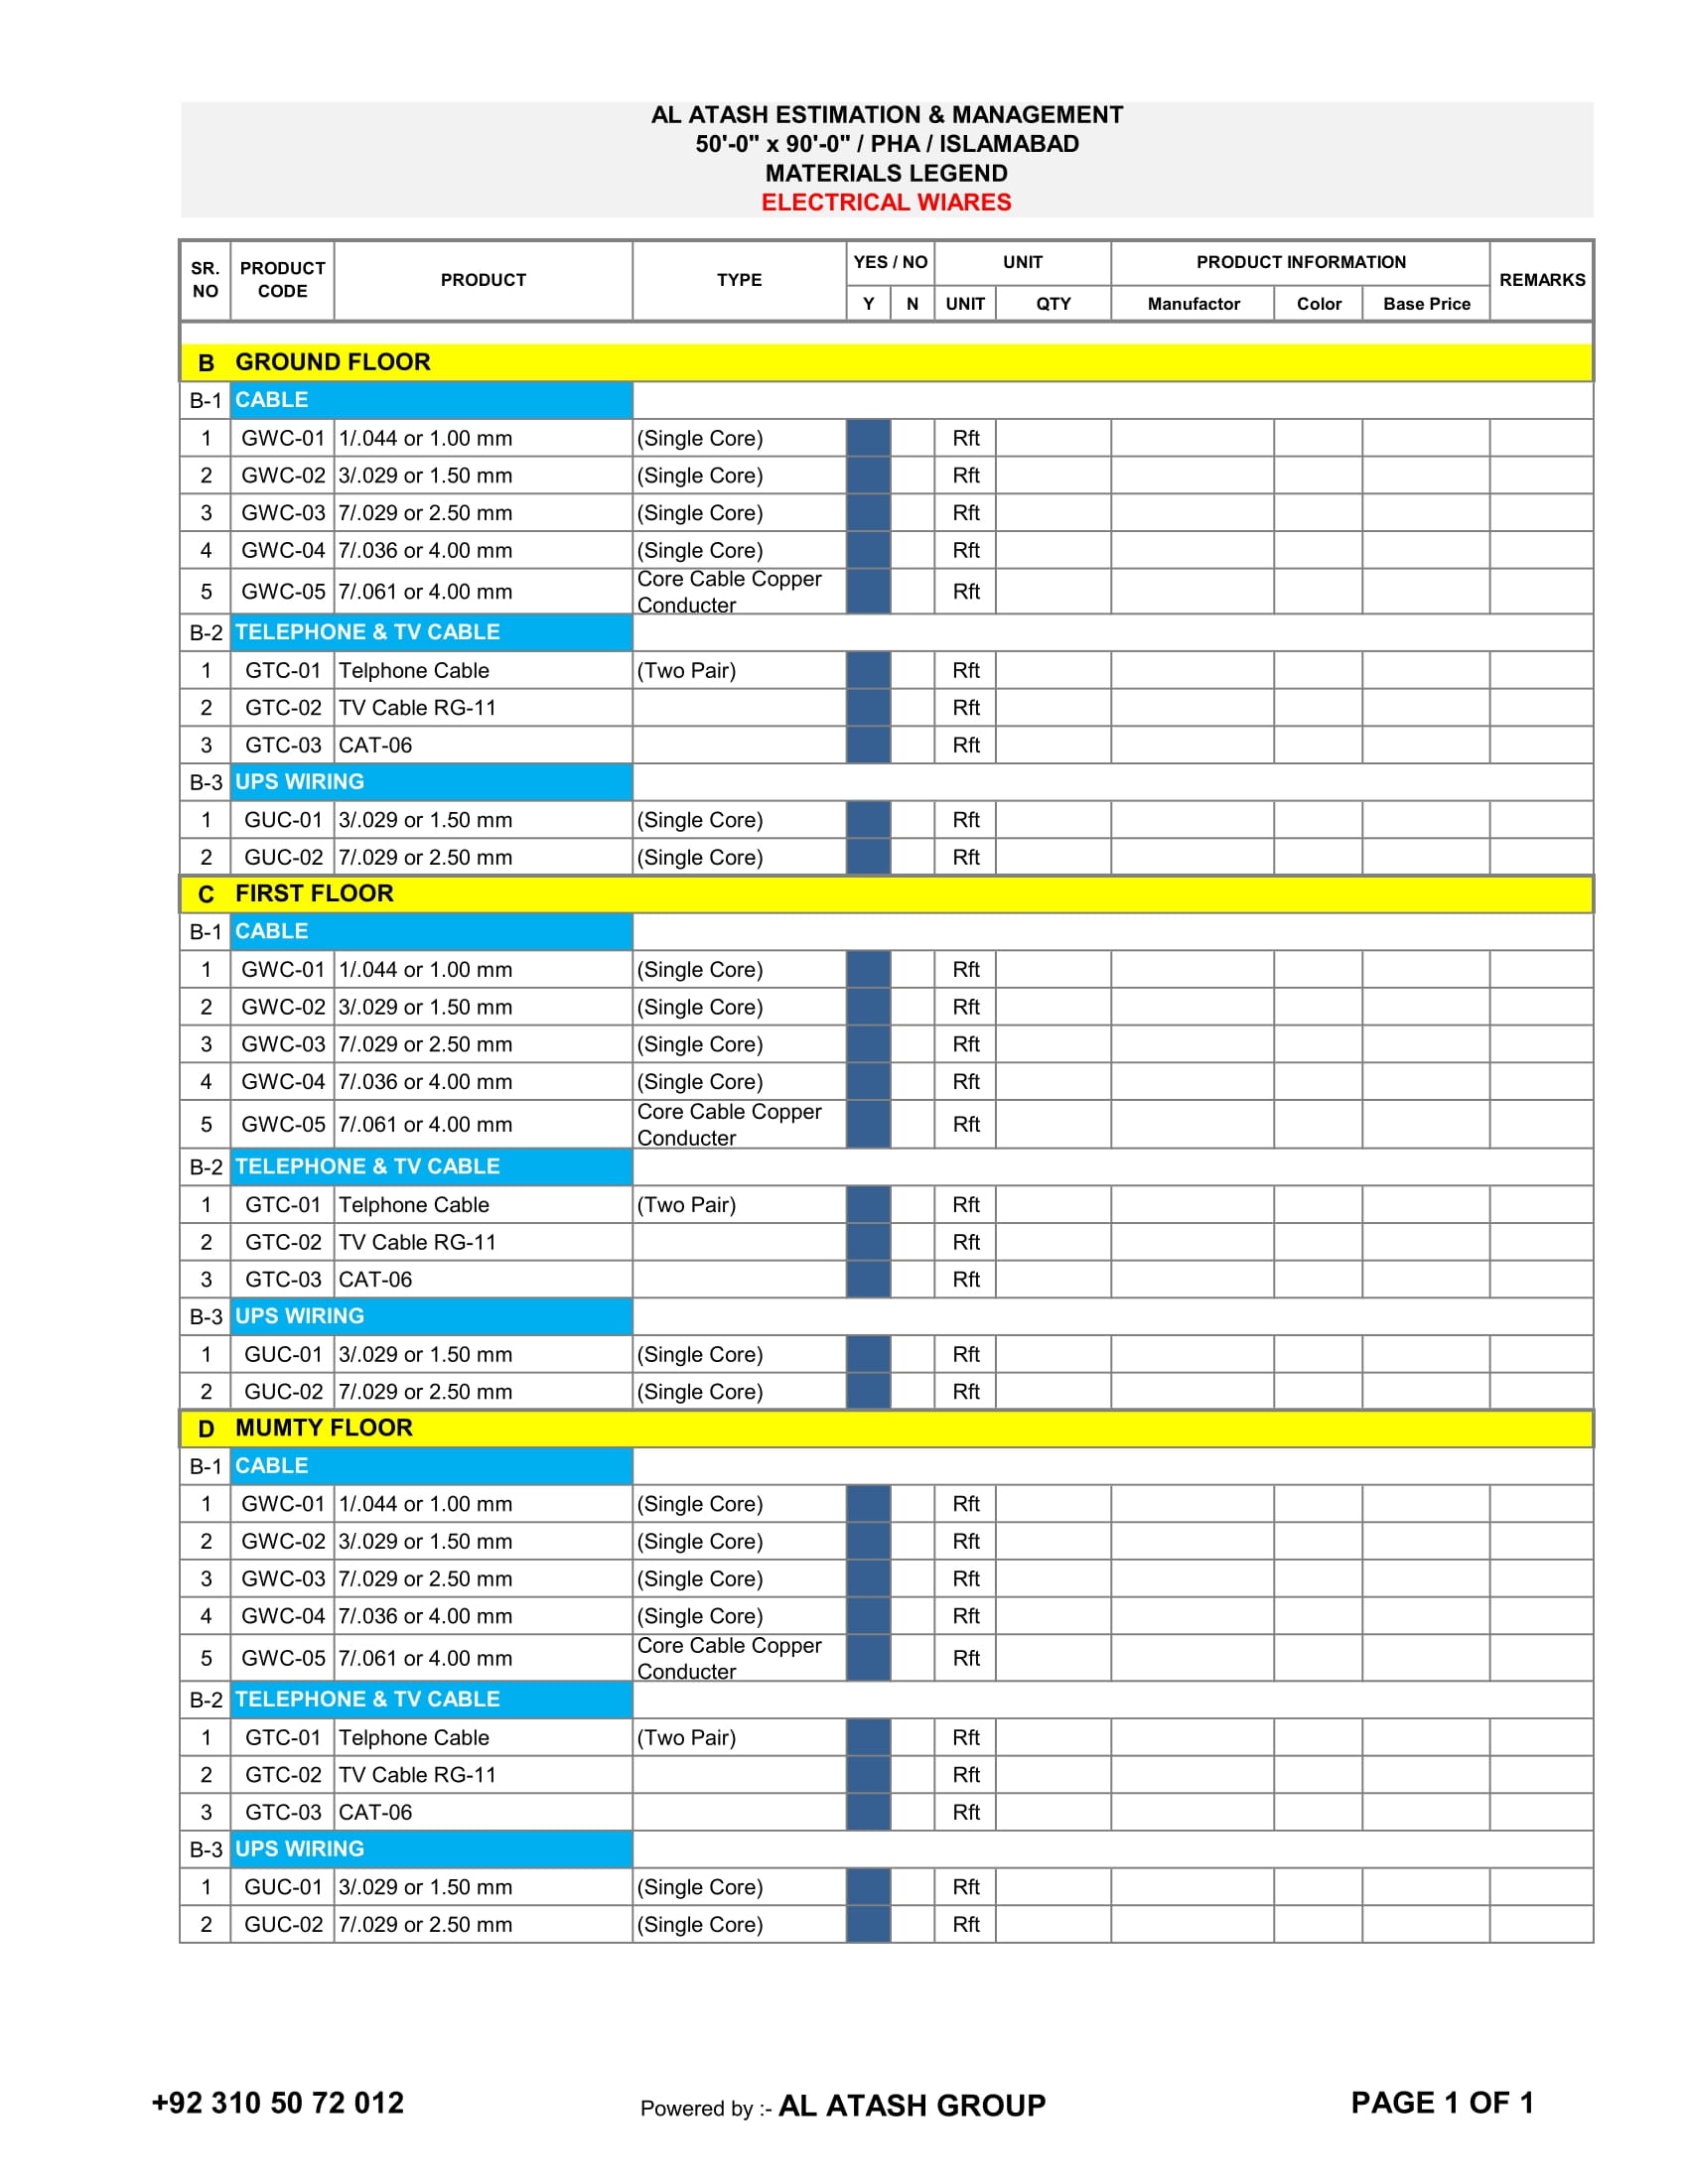 AL ATASH ESTIMATION & MANAGEMENT
50'-0" x 90'-0" / PHA / ISLAMABAD
MATERIALS LEGEND
ELECTRICAL WIARES
SR. NO PRODUCT CODE PRODUCT TYPE YES / NO UNIT PRODUCT INFORMATION REMARKS
Y N UNIT QTY Manufactor Color Base Price
B GROUND FLOOR
B-1 CABLE
1 GWC-01 1/.044 or 1.00 mm (Single Core) Rft
2 GWC-02 3/.029 or 1.50 mm (Single Core) Rft
3 GWC-03 7/.029 or 2.50 mm (Single Core) Rft
4 GWC-04 7/.036 or 4.00 mm (Single Core) Rft
5 GWC-05 7/.061 or 4.00 mm Core Cable Copper Conducter Rft
B-2 TELEPHONE & TV CABLE
1 GTC-01 Telphone Cable (Two Pair) Rft
2 GTC-02 TV Cable RG-11 Rft
3 GTC-03 CAT-06 Rft
B-3 UPS WIRING
1 GUC-01 3/.029 or 1.50 mm (Single Core) Rft
2 GUC-02 7/.029 or 2.50 mm (Single Core) Rft
C FIRST FLOOR
B-1 CABLE
1 GWC-01 1/.044 or 1.00 mm (Single Core) Rft
2 GWC-02 3/.029 or 1.50 mm (Single Core) Rft
3 GWC-03 7/.029 or 2.50 mm (Single Core) Rft
4 GWC-04 7/.036 or 4.00 mm (Single Core) Rft
5 GWC-05 7/.061 or 4.00 mm Core Cable Copper Conducter Rft
B-2 TELEPHONE & TV CABLE
1 GTC-01 Telphone Cable (Two Pair) Rft
2 GTC-02 TV Cable RG-11 Rft
3 GTC-03 CAT-06 Rft
B-3 UPS WIRING
1 GUC-01 3/.029 or 1.50 mm (Single Core) Rft
2 GUC-02 7/.029 or 2.50 mm (Single Core) Rft
D MUMTY FLOOR
B-1 CABLE
1 GWC-01 1/.044 or 1.00 mm (Single Core) Rft
2 GWC-02 3/.029 or 1.50 mm (Single Core) Rft
3 GWC-03 7/.029 or 2.50 mm (Single Core) Rft
4 GWC-04 7/.036 or 4.00 mm (Single Core) Rft
5 GWC-05 7/.061 or 4.00 mm Core Cable Copper Conducter Rft
B-2 TELEPHONE & TV CABLE
1 GTC-01 Telphone Cable (Two Pair) Rft
2 GTC-02 TV Cable RG-11 Rft
3 GTC-03 CAT-06 Rft
B-3 UPS WIRING
1 GUC-01 3/.029 or 1.50 mm (Single Core) Rft
2 GUC-02 7/.029 or 2.50 mm (Single Core) Rft
+92 310 50 72 012 Powered by :- AL ATASH GROUP PAGE 1 OF 1